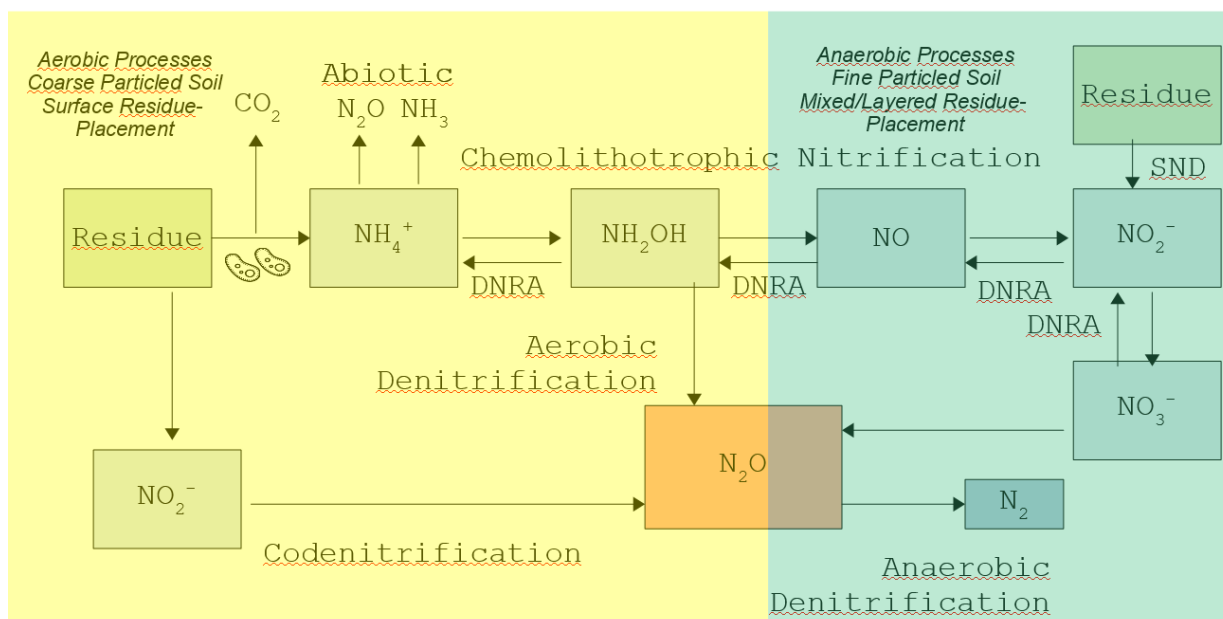 Aerobic Processes
Coarse Particled Soil
Surface Residue-
Placement
CO₂
Abiotic
N₂O NH₃
Anaerobic Processes
Fine Particled Soil
Mixed/Layered Residue-
Placement
Residue
Chemolithotrophic Nitrification
SND
Residue
NH₄⁺
NH₂OH
NO
NO₂⁻
DNRA
DNRA
DNRA
DNRA
Aerobic
Denitrification
NO₃⁻
N₂O
NO₂⁻
N₂
Codenitrification
Anaerobic
Denitrification